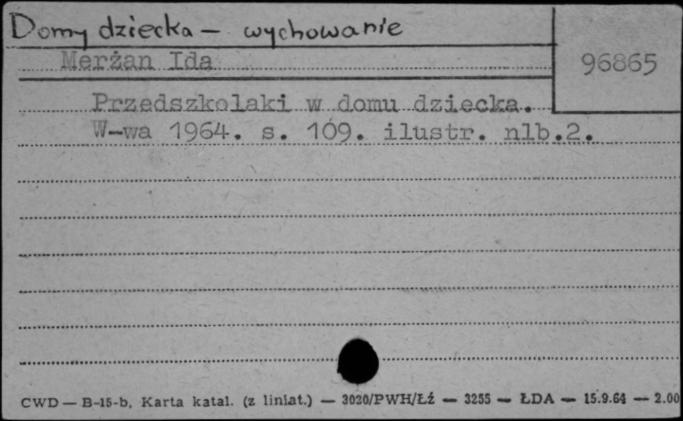 Domy dziecka - wychowanie
Merżan Ida
96865
Przedszkolaki w domu dziecka.
W-wa 1964. s. 109. ilustr. nlb.2.
CWD — B-15-b, Karta katal. (z liniat.) — 3020/PWH/Łź — 3255 — ŁDA — 15.9.64 — 2.00